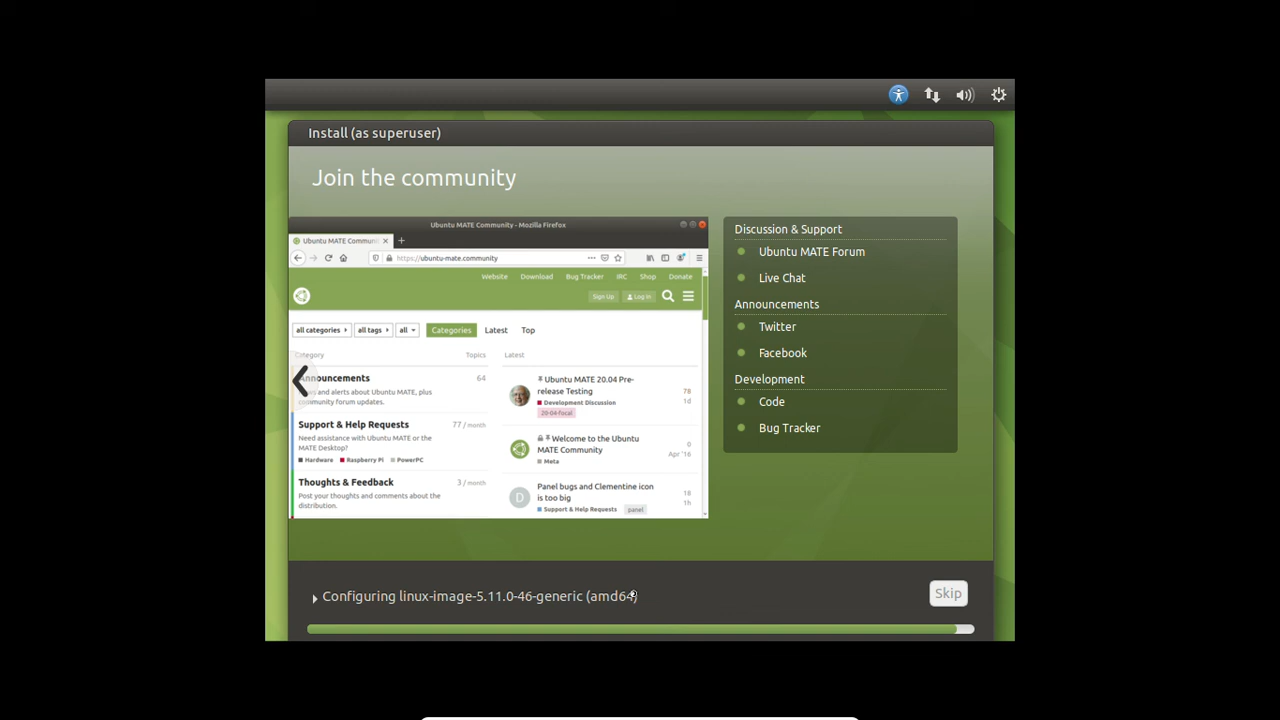 Install (as superuser)
Join the community
Ubuntu MATE Community - Mozilla Firefox
Ubuntu MATE Communi
https://ubuntu-mate.community
Website Download Bug Tracker IRC Shop Donate
Sign Up Log In
all categories all tags all Categories Latest Top
Category Topics Latest
Announcements 64
News and alerts about Ubuntu MATE, plus
community forum updates.
Support & Help Requests 77 / month
Need assistance with Ubuntu MATE or the
MATE Desktop?
Hardware Raspberry Pi PowerPC
Thoughts & Feedback 3 / month
Post your thoughts and comments about the
distribution.
Ubuntu MATE 20.04 Pre-
release Testing
78
Development Discussion
1d
20-04-focal
Welcome to the Ubuntu
MATE Community
0
Meta
Apr '16
D
Panel bugs and Clementine icon
is too big
18
Support & Help Requests panel
1h
Discussion & Support
Ubuntu MATE Forum
Live Chat
Announcements
Twitter
Facebook
Development
Code
Bug Tracker
Configuring linux-image-5.11.0-46-generic (amd64)
Skip